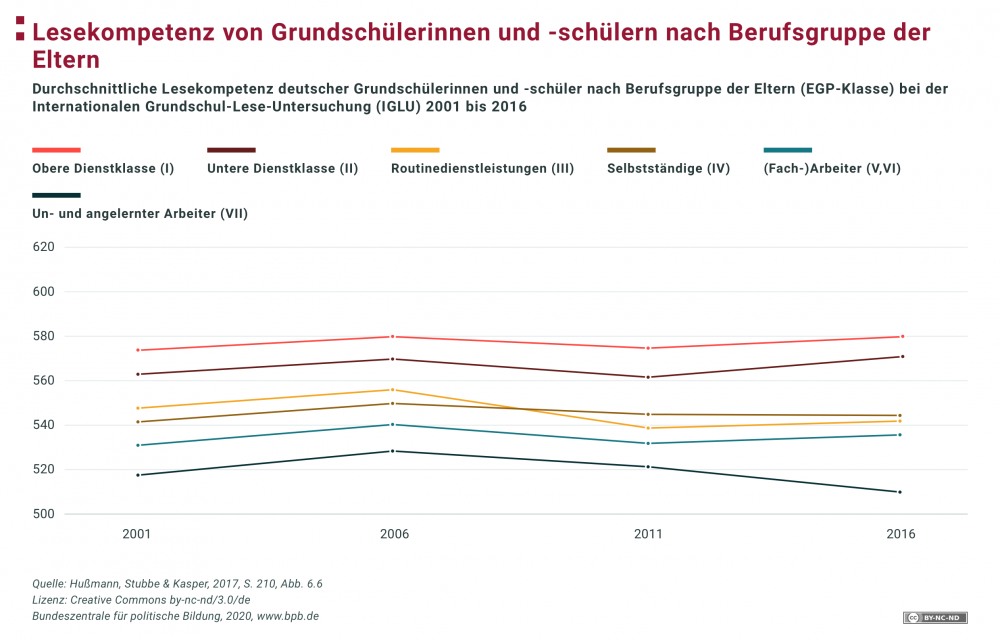 Lesekompetenz von Grundschülerinnen und -schülern nach Berufsgruppe der
Eltern
Durchschnittliche Lesekompetenz deutscher Grundschülerinnen und -schüler nach Berufsgruppe der Eltern (EGP-Klasse) bei der
Internationalen Grundschul-Lese-Untersuchung (IGLU) 2001 bis 2016
Obere Dienstklasse (I)
Untere Dienstklasse (II)
Routinedienstleistungen (III)
Selbstständige (IV)
(Fach-)Arbeiter (V,VI)
Un- und angelernter Arbeiter (VII)
620
600
580
560
540
520
500
2001
2006
2011
2016
Quelle: Hußmann, Stubbe & Kasper, 2017, S. 210, Abb. 6.6
Lizenz: Creative Commons by-nc-nd/3.0/de
Bundeszentrale für politische Bildung, 2020, www.bpb.de
cc BY-NC-ND